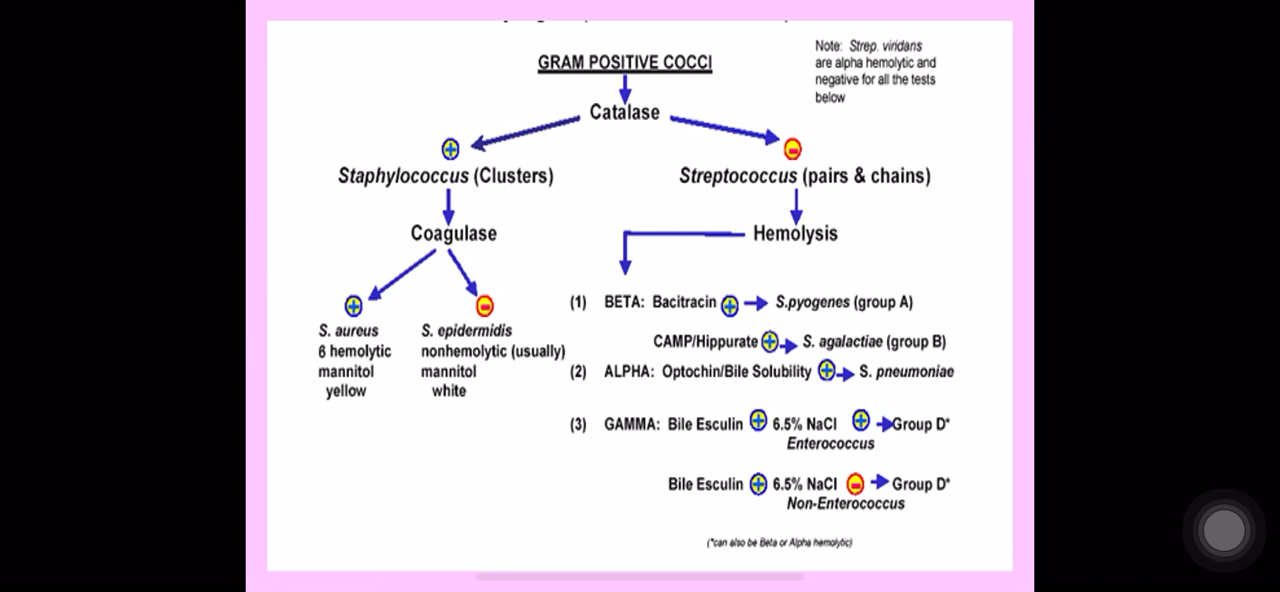 GRAM POSITIVE COCCI
Note: Strep. viridans
are alpha hemolytic and
negative for all the tests
below
Catalase
+
-
Staphylococcus (Clusters)
Streptococcus (pairs & chains)
Coagulase
Hemolysis
+
-
S. aureus
6 hemolytic
mannitol
yellow
S. epidermidis
nonhemolytic (usually)
mannitol
white
(1) BETA: Bacitracin + S.pyogenes (group A)
CAMP/Hippurate + S. agalactiae (group B)
(2) ALPHA: Optochin/Bile Solubility + S. pneumoniae
(3) GAMMA: Bile Esculin + 6.5% NaCl + Group D*
Enterococcus
Bile Esculin + 6.5% NaCl - Group D*
Non-Enterococcus
(*can also be Beta or Alpha hemolytic)